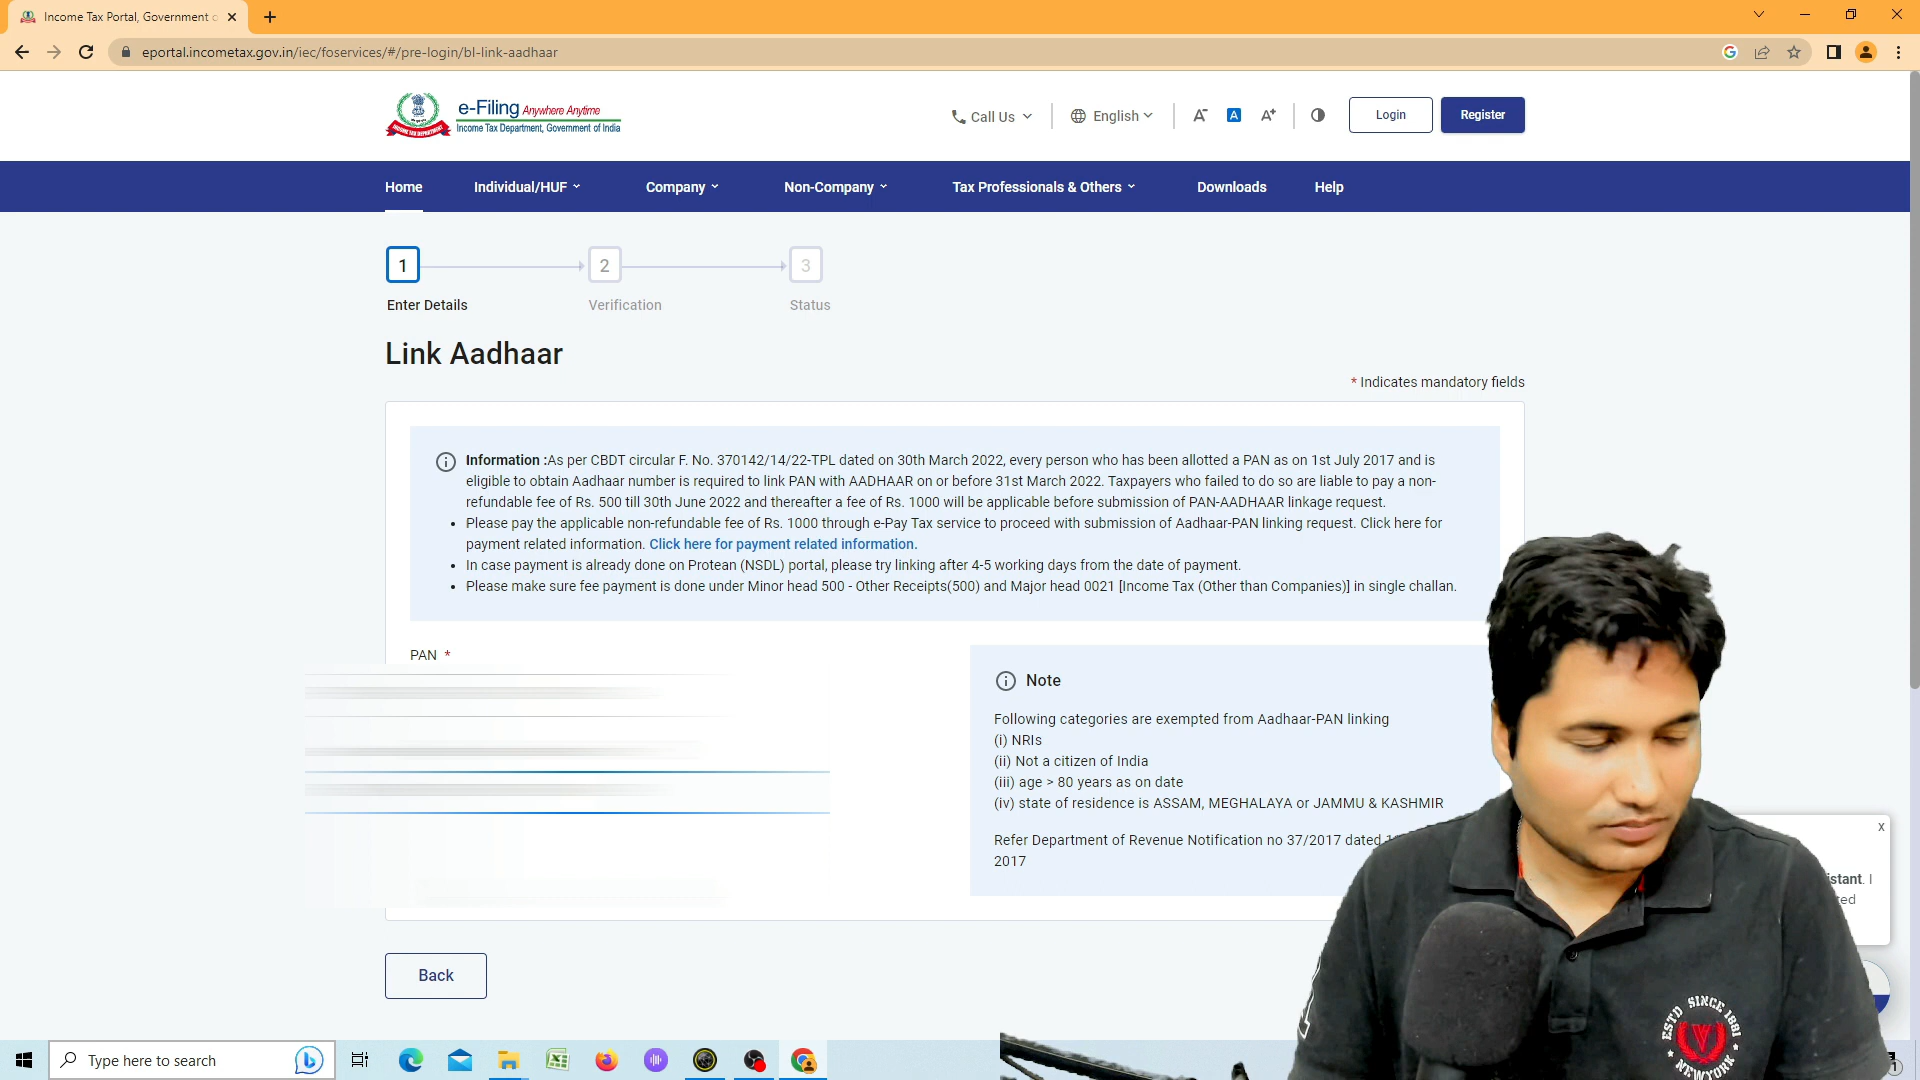 Income Tax Portal, Government
eportal.incometax.gov.in/iec/foservices/#/pre-login/bl-link-aadhaar
e-Filing Anywhere Anytime
Income Tax Department, Government of India
Call Us
English
A-
A
A+
Login
Register
Home
Individual/HUF
Company
Non-Company
Tax Professionals & Others
Downloads
Help
1
2
3
Enter Details
Verification
Status
Link Aadhaar
* Indicates mandatory fields
Information :As per CBDT circular F. No. 370142/14/22-TPL dated on 30th March 2022, every person who has been allotted a PAN as on 1st July 2017 and is
eligible to obtain Aadhaar number is required to link PAN with AADHAAR on or before 31st March 2022. Taxpayers who failed to do so are liable to pay a non-
refundable fee of Rs. 500 till 30th June 2022 and thereafter a fee of Rs. 1000 will be applicable before submission of PAN-AADHAAR linkage request.
• Please pay the applicable non-refundable fee of Rs. 1000 through e-Pay Tax service to proceed with submission of Aadhaar-PAN linking request. Click here for
payment related information. Click here for payment related information.
• In case payment is already done on Protean (NSDL) portal, please try linking after 4-5 working days from the date of payment.
• Please make sure fee payment is done under Minor head 500 - Other Receipts(500) and Major head 0021 [Income Tax (Other than Companies)] in single challan.
PAN *
Note
Following categories are exempted from Aadhaar-PAN linking
(i) NRIs
(ii) Not a citizen of India
(iii) age > 80 years as on date
(iv) state of residence is ASSAM, MEGHALAYA or JAMMU & KASHMIR
Refer Department of Revenue Notification no 37/2017 dated
2017
x
I
Back
ESTD SINCE 1881
NEWYORK
Type here to search